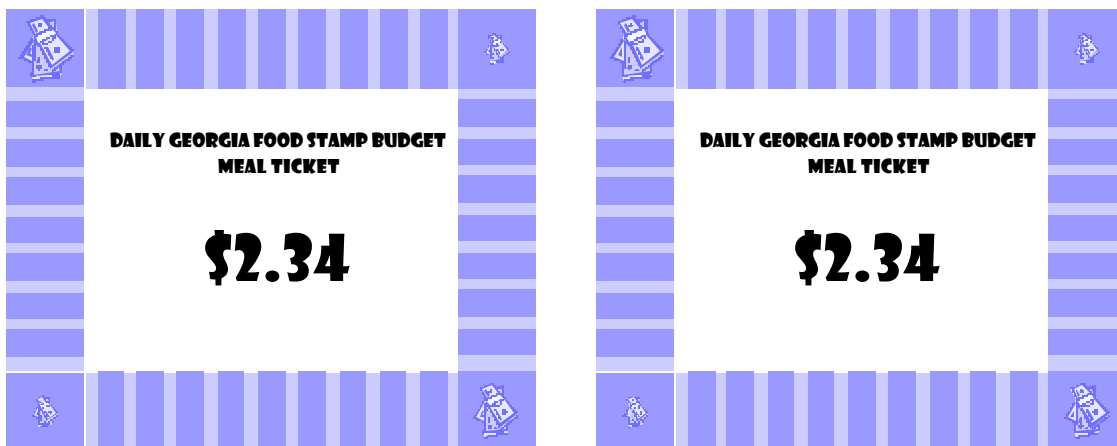 DAILY GEORGIA FOOD STAMP BUDGET
MEAL TICKET
$2.34
DAILY GEORGIA FOOD STAMP BUDGET
MEAL TICKET
$2.34